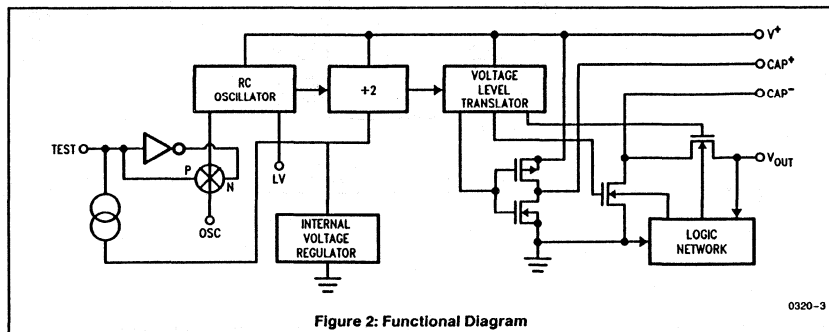 V+
CAP+
CAP-
RC
OSCILLATOR
÷2
VOLTAGE
LEVEL
TRANSLATOR
TEST
P
N
LV
OSC
VOUT
INTERNAL
VOLTAGE
REGULATOR
LOGIC
NETWORK
0320-3
Figure 2: Functional Diagram